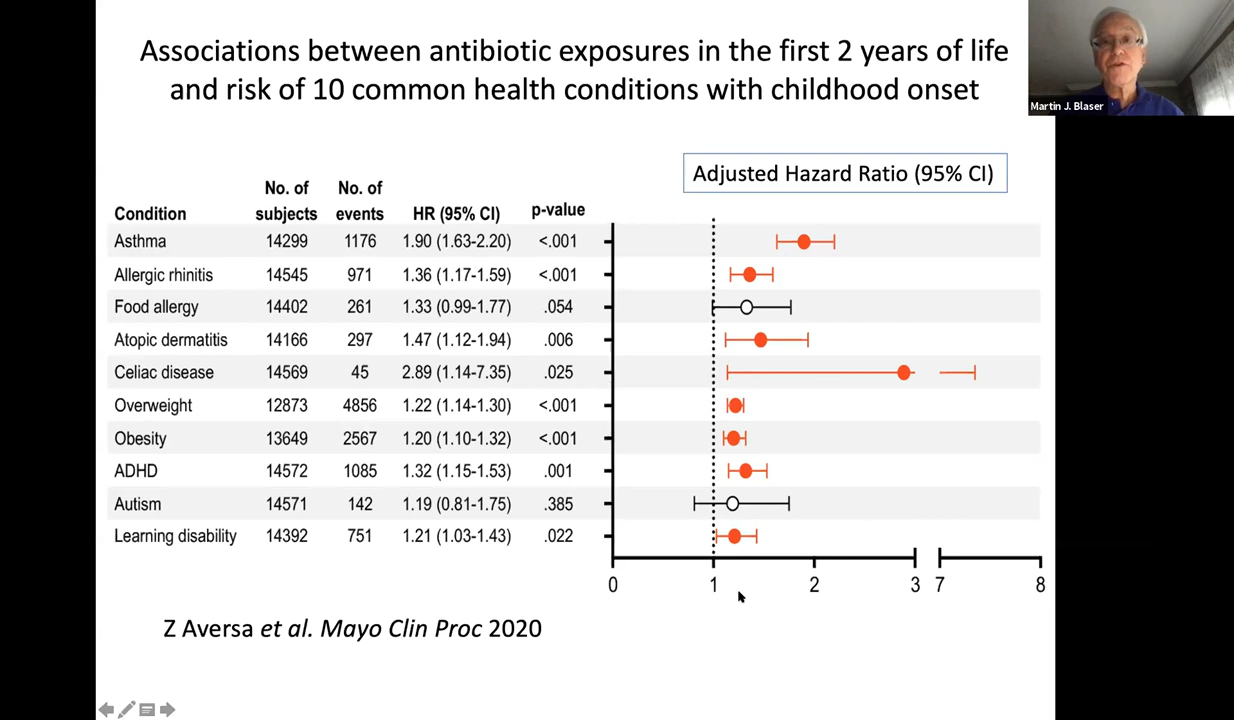 Associations between antibiotic exposures in the first 2 years of life
and risk of 10 common health conditions with childhood onset
Martin J. Blaser
Adjusted Hazard Ratio (95% CI)
Condition No. of subjects No. of events HR (95% CI) p-value
Asthma 14299 1176 1.90 (1.63-2.20) <.001
Allergic rhinitis 14545 971 1.36 (1.17-1.59) <.001
Food allergy 14402 261 1.33 (0.99-1.77) .054
Atopic dermatitis 14166 297 1.47 (1.12-1.94) .006
Celiac disease 14569 45 2.89 (1.14-7.35) .025
Overweight 12873 4856 1.22 (1.14-1.30) <.001
Obesity 13649 2567 1.20 (1.10-1.32) <.001
ADHD 14572 1085 1.32 (1.15-1.53) .001
Autism 14571 142 1.19 (0.81-1.75) .385
Learning disability 14392 751 1.21 (1.03-1.43) .022
0 1 2 3 7 8
Z Aversa et al. Mayo Clin Proc 2020